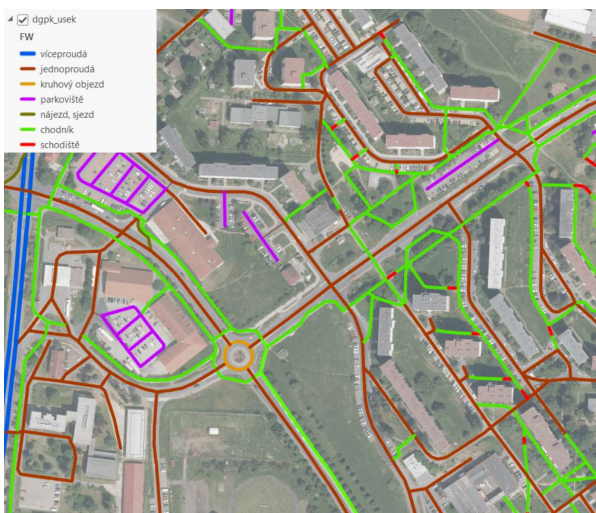 dgpk_usek
FW
víceproudá
jednoproudá
kruhový objezd
parkoviště
nájezd, sjezd
chodník
schodiště